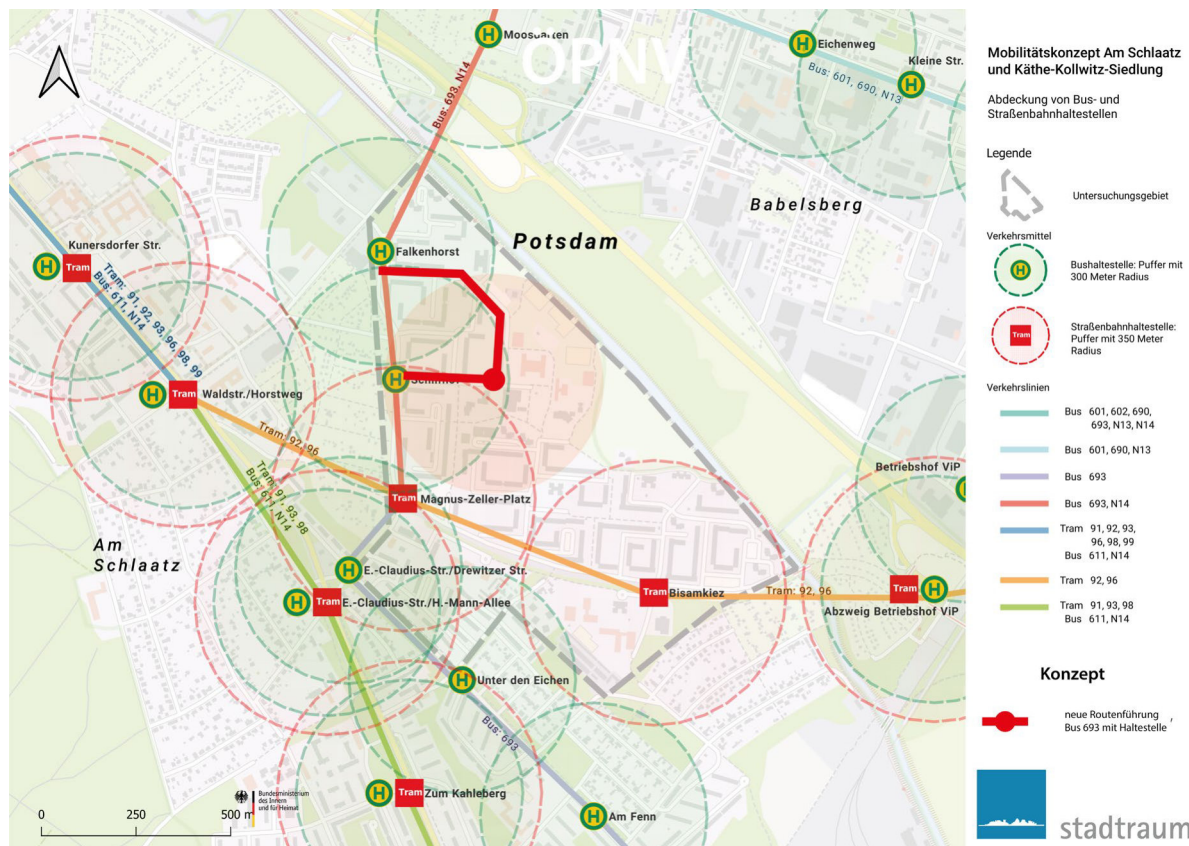 ÖPNV
Moosgarten
Eichenweg
Kleine Str.
Bus: 601, 690, N13
Bus: 693, N14
Babelsberg
Potsdam
Falkenhorst
Kunersdorfer Str.
H
Tram
Tram: 91, 92, 93, 96, 98, 99
Bus: 611, N14
Waldstr./Horstweg
Tram: 92, 96
Tram: 91, 93, 98
Bus: 611, N14
Magnus-Zeller-Platz
Betriebshof ViP
Am
Schlaatz
E.-Claudius-Str./Drewitzer Str.
E.-Claudius-Str./H.-Mann-Allee
Bisamkiez
Tram: 92, 96
Abzweig Betriebshof ViP
Unter den Eichen
Bus: 693
Zum Kahleberg
Am Fenn
Bundesministerium
des Innern
und für Heimat
0 250 500 m
Mobilitätskonzept Am Schlaatz
und Käthe-Kollwitz-Siedlung
Abdeckung von Bus- und
Straßenbahnhaltestellen
Legende
Untersuchungsgebiet
Verkehrsmittel
H
Bushaltestelle: Puffer mit
300 Meter Radius
Tram
Straßenbahnhaltestelle:
Puffer mit 350 Meter
Radius
Verkehrslinien
Bus 601, 602, 690,
693, N13, N14
Bus 601, 690, N13
Bus 693
Bus 693, N14
Tram 91, 92, 93,
96, 98, 99
Bus 611, N14
Tram 92, 96
Tram 91, 93, 98
Bus 611, N14
Konzept
neue Routenführung ,
Bus 693 mit Haltestelle
stadtraum